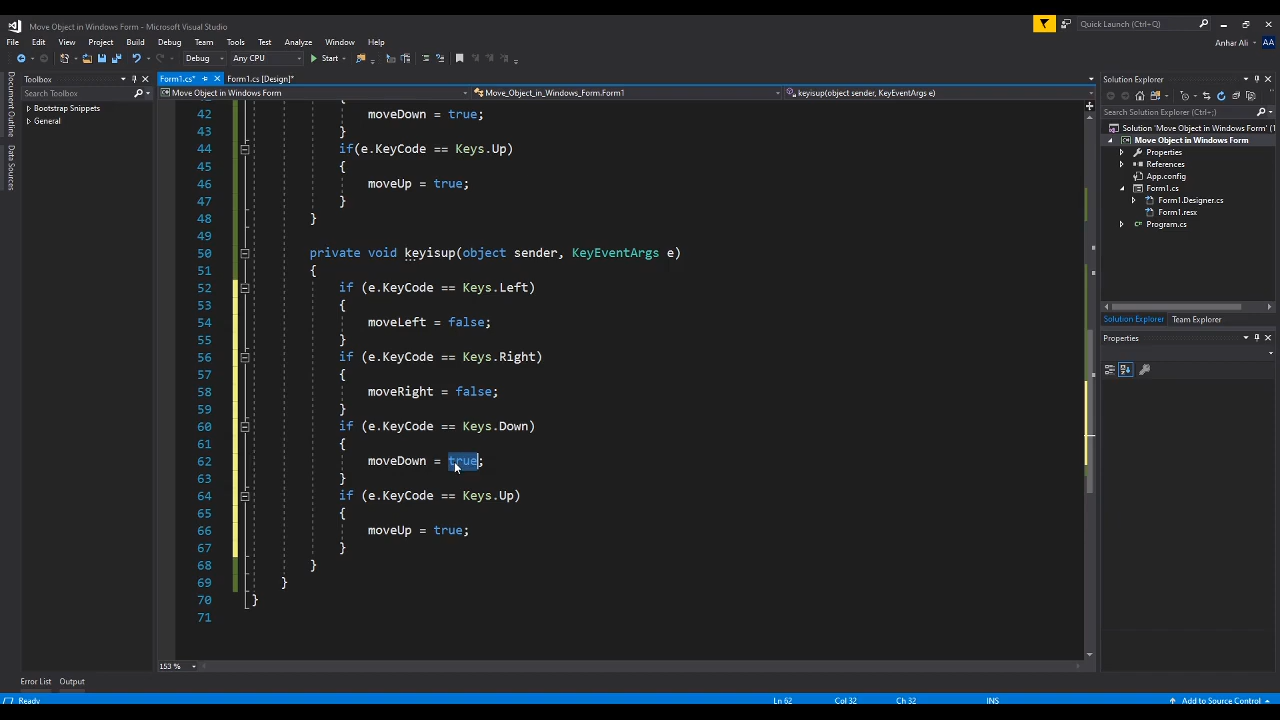 Move Object in Windows Form - Microsoft Visual Studio
Quick Launch (Ctrl+Q)
File Edit View Project Build Debug Team Tools Test Analyze Window Help
Anhar Ali AA
Debug Any CPU Start
Document Outline
Data Sources
Toolbox
Search Toolbox
Bootstrap Snippets
General
Form1.cs* Form1.cs [Design]*
Move Object in Windows Form Move_Object_in_Windows_Form.Form1 keyisup(object sender, KeyEventArgs e)
{
42 moveDown = true;
43 }
44 if(e.KeyCode == Keys.Up)
45 {
46 moveUp = true;
47 }
48 }
49
50 private void keyisup(object sender, KeyEventArgs e)
51 {
52 if (e.KeyCode == Keys.Left)
53 {
54 moveLeft = false;
55 }
56 if (e.KeyCode == Keys.Right)
57 {
58 moveRight = false;
59 }
60 if (e.KeyCode == Keys.Down)
61 {
62 moveDown = true;
63 }
64 if (e.KeyCode == Keys.Up)
65 {
66 moveUp = true;
67 }
68 }
69 }
70 }
71
153 %
Solution Explorer
Search Solution Explorer (Ctrl+;)
Solution 'Move Object in Windows Form' (1
Move Object in Windows Form
Properties
References
App.config
Form1.cs
Form1.Designer.cs
Form1.resx
Program.cs
Solution Explorer Team Explorer
Properties
Error List Output
Ready Ln 62 Col 32 Ch 32 INS Add to Source Control